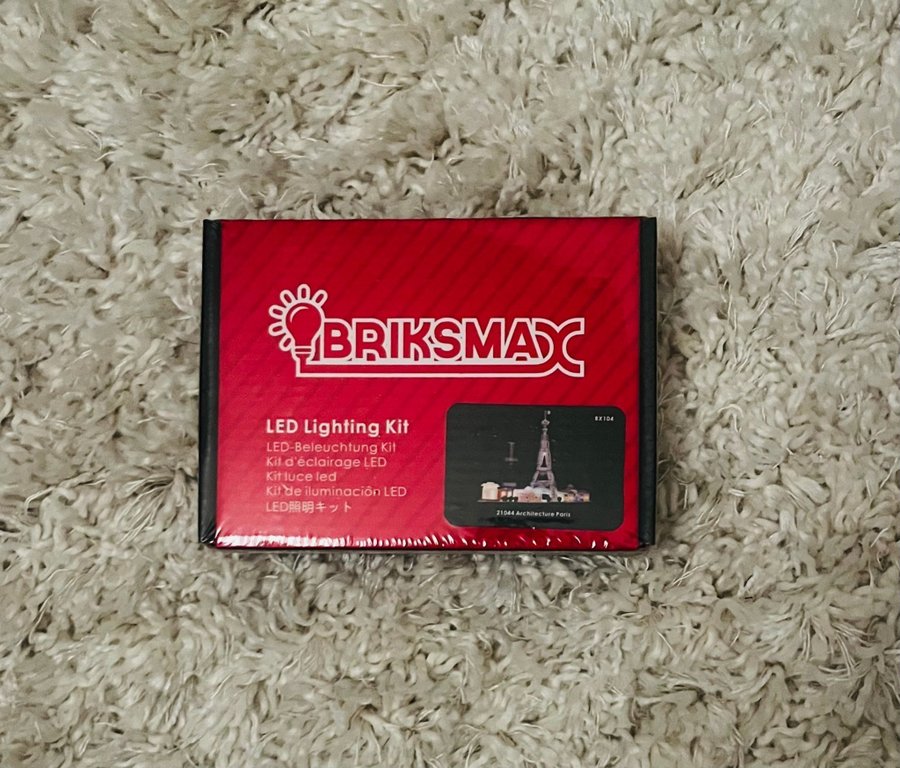 BRIKSMAX
LED Lighting Kit
LED-Beleuchtung Kit
Kit d'éclairage LED
Kit luce led
Kit de iluminación LED
LED照明キット
BX104
21044 Architecture Paris